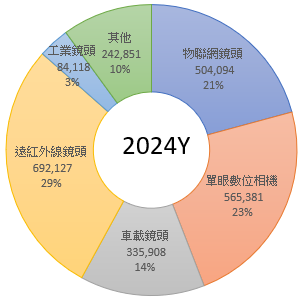 其他
242,851
10%
物聯網鏡頭
504,094
21%
工業鏡頭
84,118
3%
2024Y
遠紅外線鏡頭
692,127
29%
單眼數位相機
565,381
23%
車載鏡頭
335,908
14%